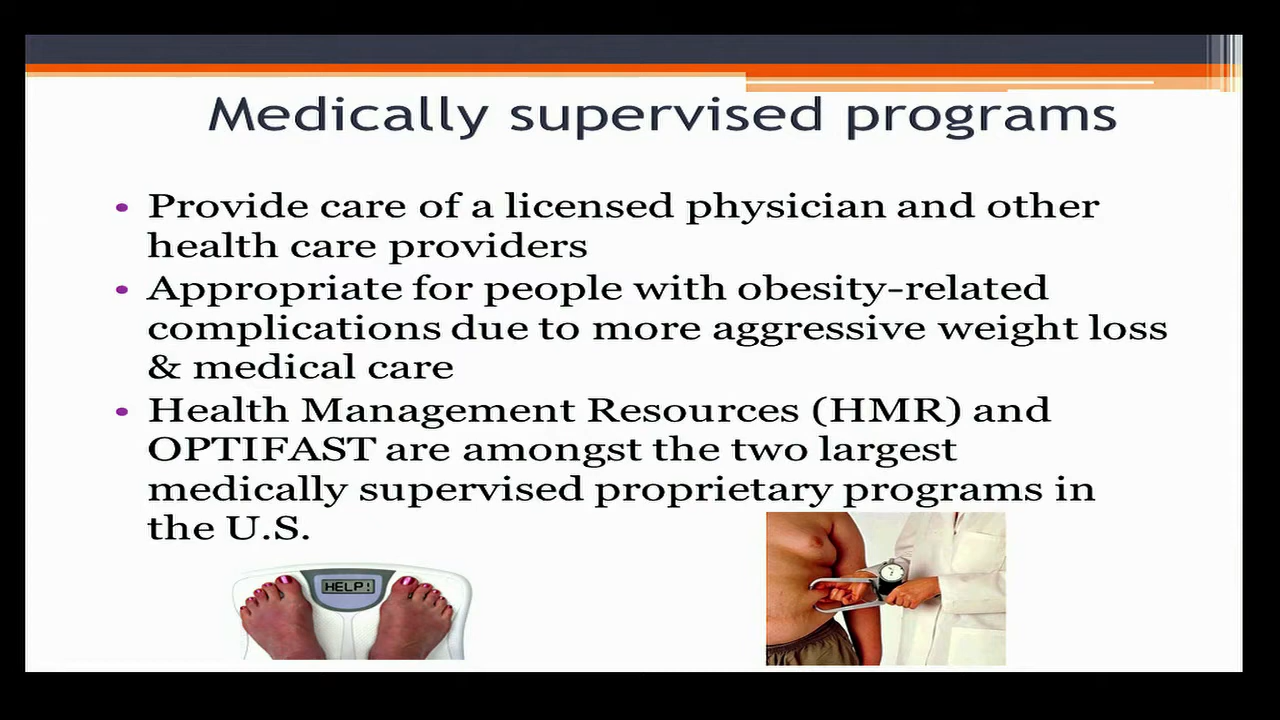 Medically supervised programs
• Provide care of a licensed physician and other
health care providers
• Appropriate for people with obesity-related
complications due to more aggressive weight loss
& medical care
• Health Management Resources (HMR) and
OPTIFAST are amongst the two largest
medically supervised proprietary programs in
the U.S.
HELP!